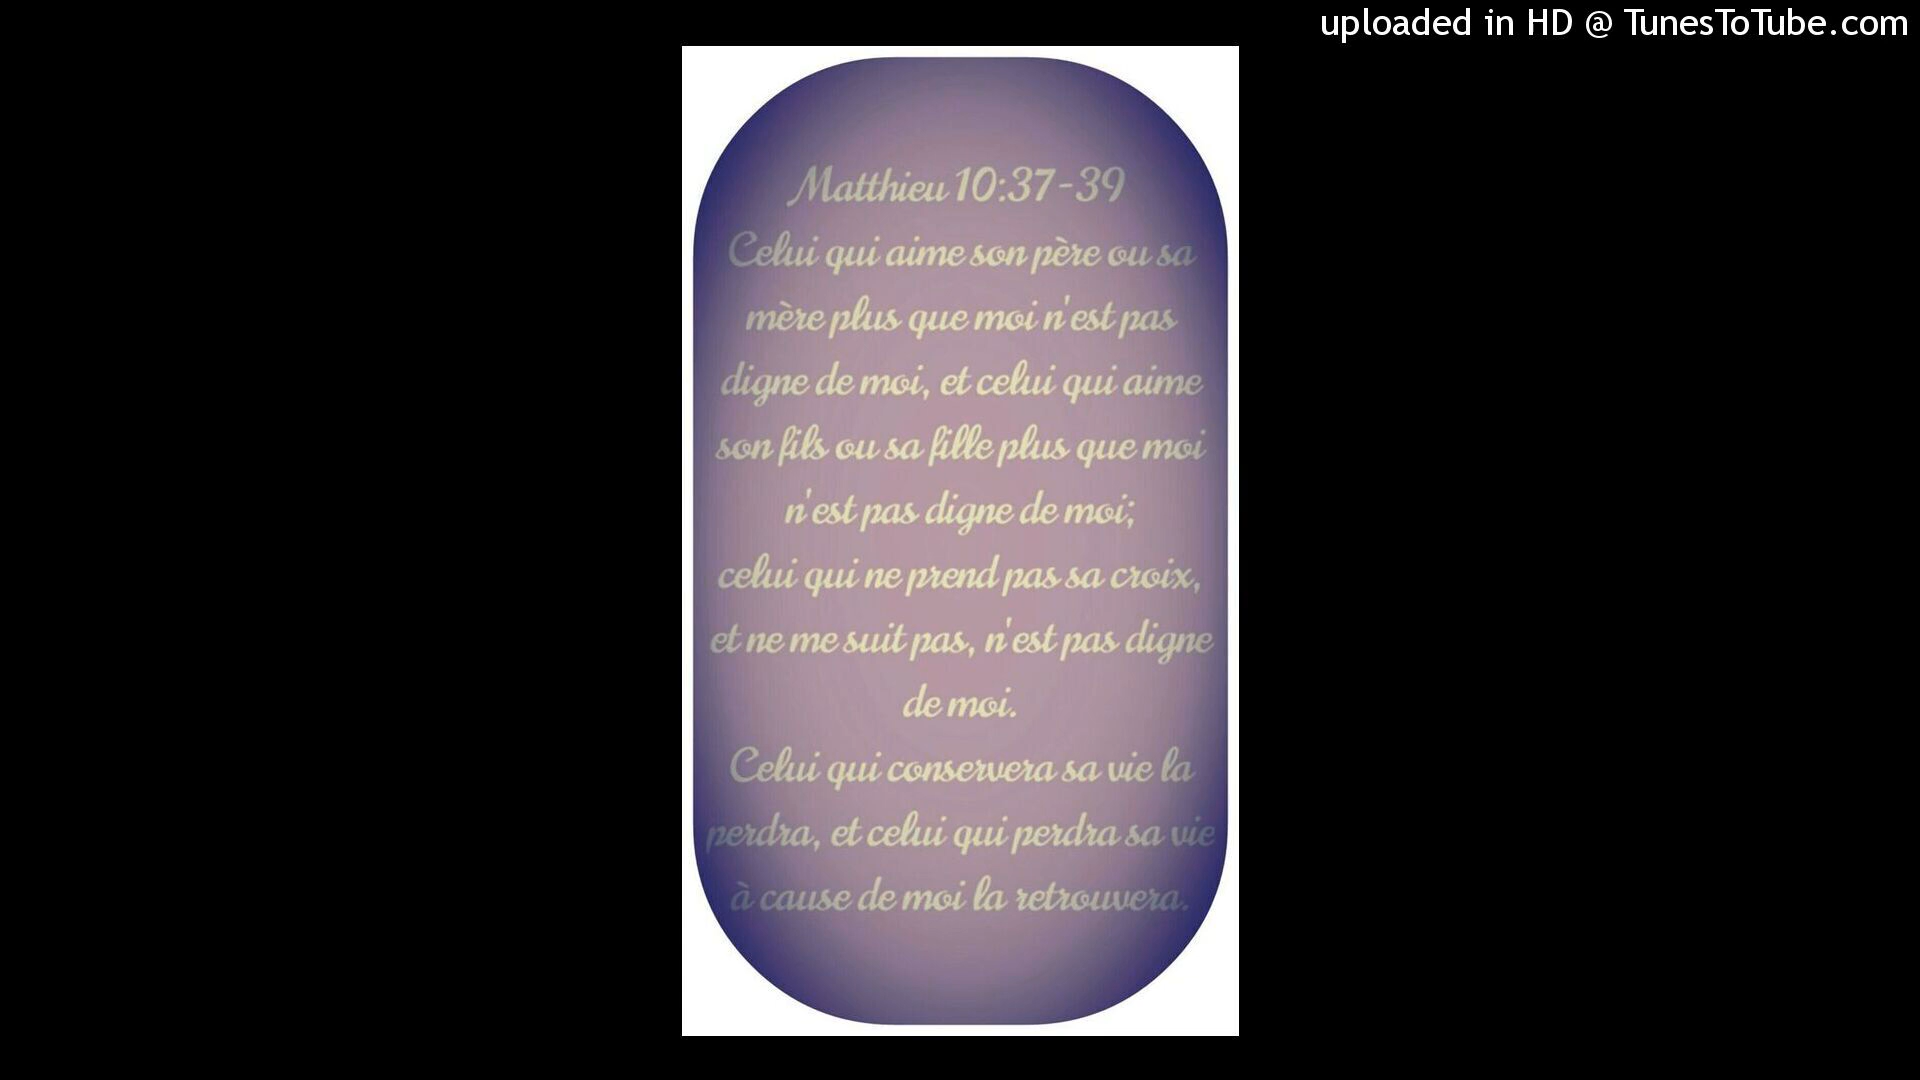 uploaded in HD @ TunesToTube.com
Matthieu 10:37-39
Celui qui aime son père ou sa
mère plus que moi n'est pas
digne de moi, et celui qui aime
son fils ou sa fille plus que moi
n'est pas digne de moi;
celui qui ne prend pas sa croix,
et ne me suit pas, n'est pas digne
de moi.
Celui qui conservera sa vie la
perdra, et celui qui perdra sa vie
à cause de moi la retrouvera.